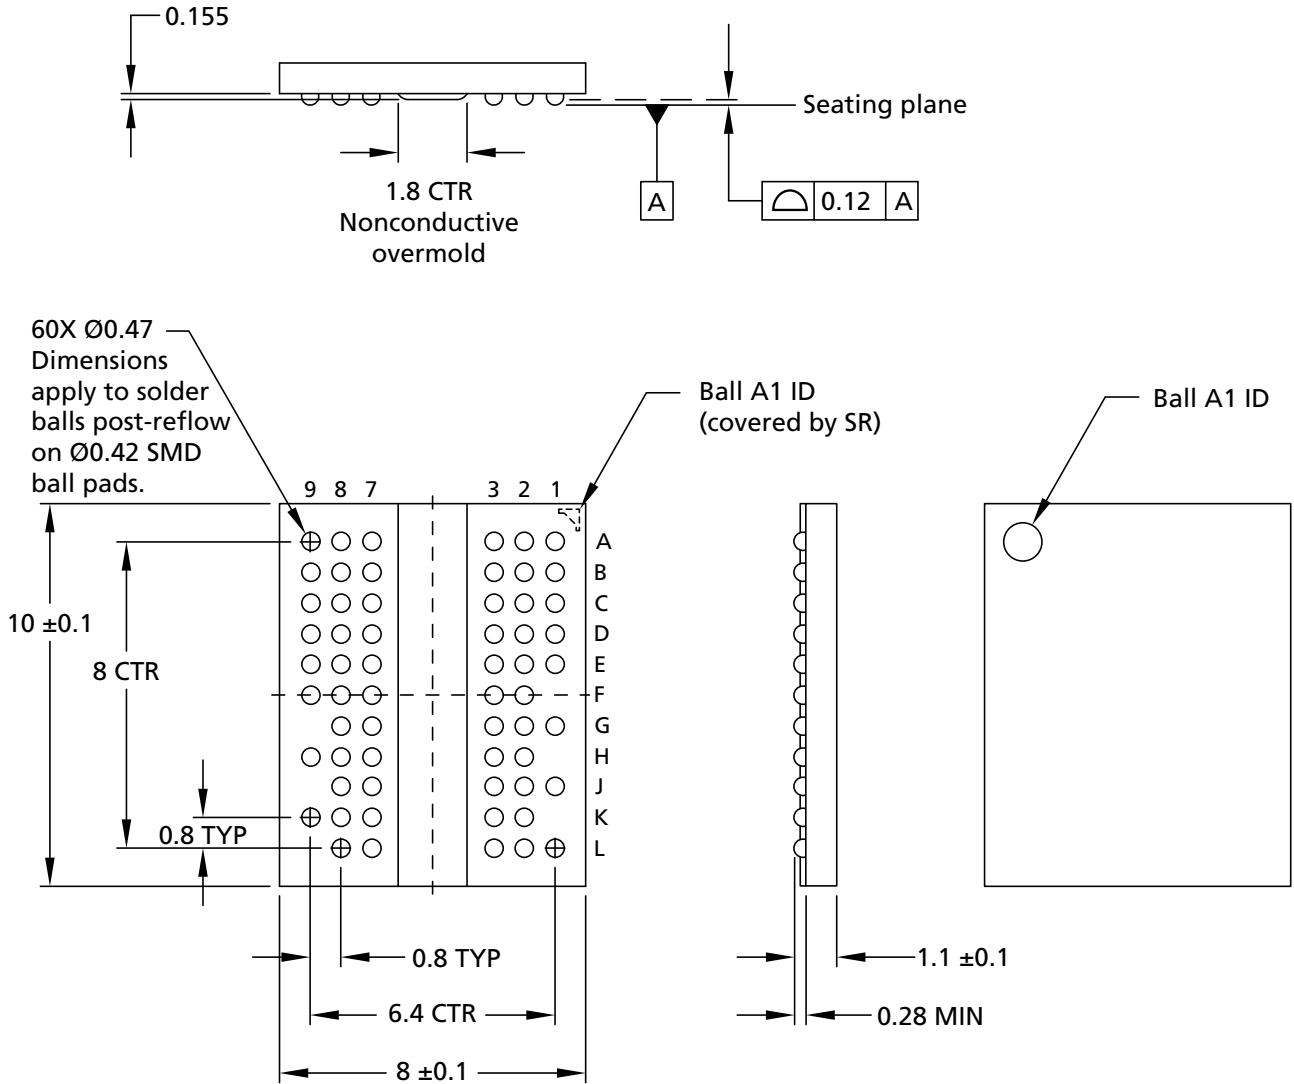 0.155
Seating plane
1.8 CTR
Nonconductive
overmold
A
0.12 A
60X Ø0.47
Dimensions
apply to solder
balls post-reflow
on Ø0.42 SMD
ball pads.
Ball A1 ID
(covered by SR)
Ball A1 ID
9 8 7 3 2 1
A
B
C
D
E
F
G
H
J
K
L
10 ±0.1
8 CTR
0.8 TYP
0.8 TYP
6.4 CTR
8 ±0.1
1.1 ±0.1
0.28 MIN